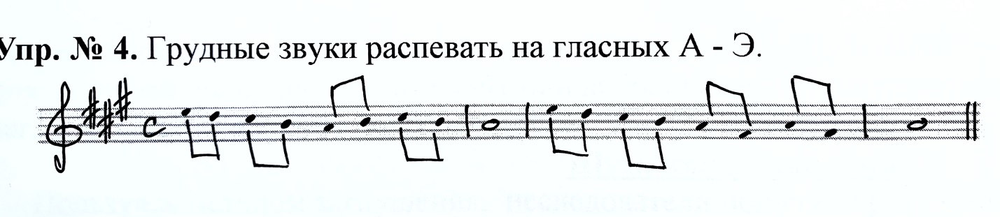 Упр. № 4. Грудные звуки распевать на гласных А - Э.